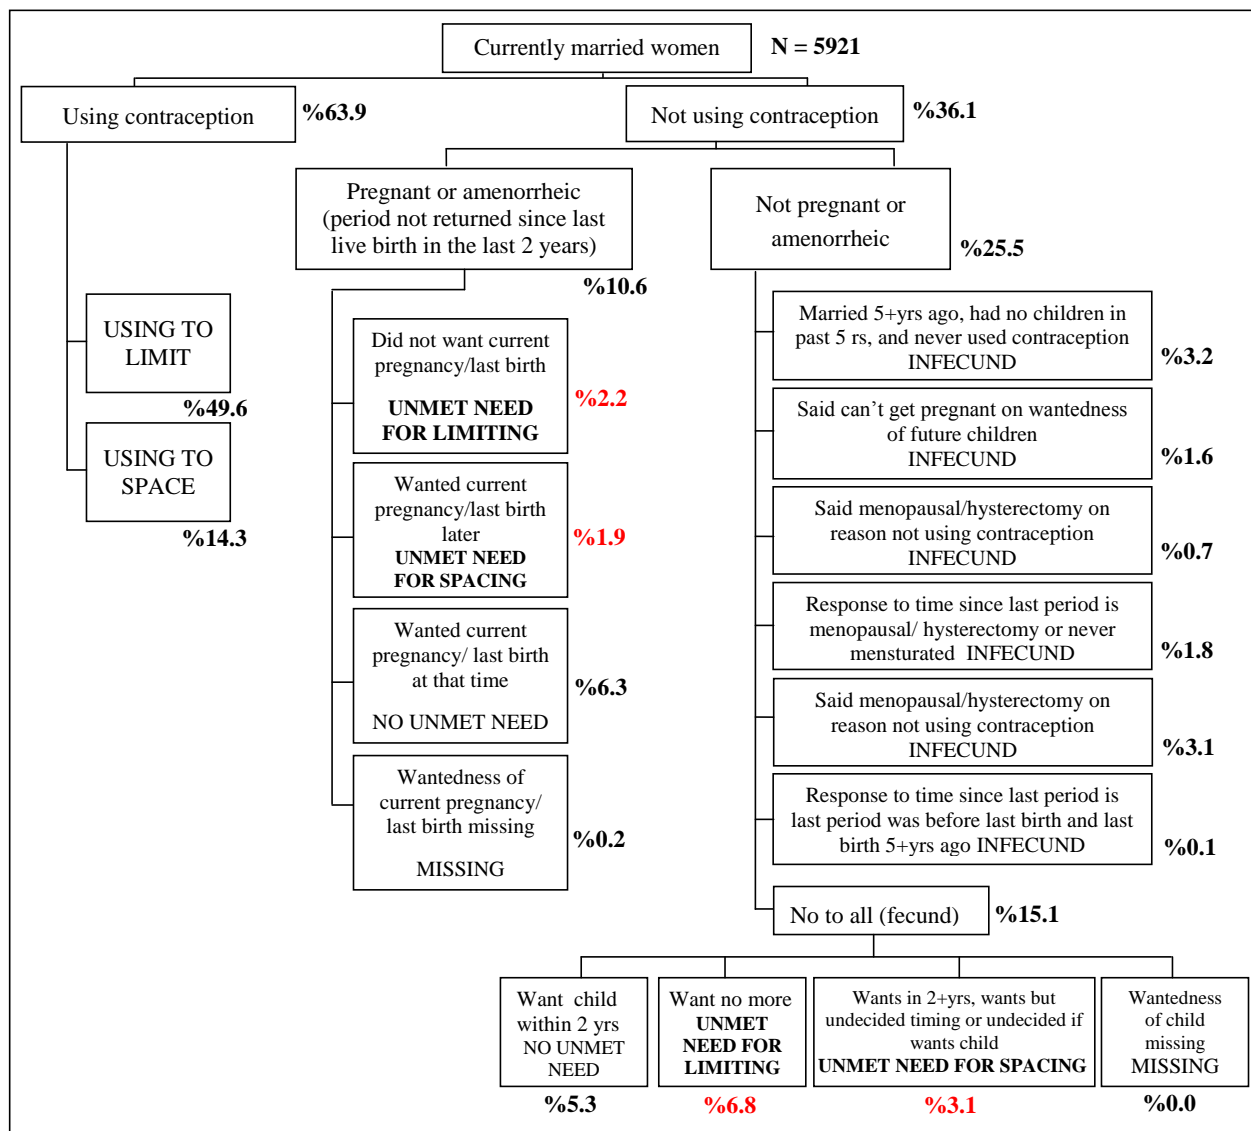 Currently married women
N = 5921
Using contraception
%63.9
Not using contraception
%36.1
Pregnant or amenorrheic
(period not returned since last
live birth in the last 2 years)
%10.6
Not pregnant or
amenorrheic
%25.5
USING TO
LIMIT
%49.6
USING TO
SPACE
%14.3
Did not want current
pregnancy/last birth
UNMET NEED
FOR LIMITING
%2.2
Wanted current
pregnancy/last birth
later
UNMET NEED
FOR SPACING
%1.9
Wanted current
pregnancy/ last birth
at that time
NO UNMET NEED
%6.3
Wantedness of
current pregnancy/
last birth missing
MISSING
%0.2
Married 5+yrs ago, had no children in
past 5 rs, and never used contraception
INFECUND
%3.2
Said can't get pregnant on wantedness
of future children
INFECUND
%1.6
Said menopausal/hysterectomy on
reason not using contraception
INFECUND
%0.7
Response to time since last period is
menopausal/ hysterectomy or never
mensturated INFECUND
%1.8
Said menopausal/hysterectomy on
reason not using contraception
INFECUND
%3.1
Response to time since last period is
last period was before last birth and last
birth 5+yrs ago INFECUND
%0.1
No to all (fecund)
%15.1
Want child
within 2 yrs
NO UNMET
NEED
%5.3
Want no more
UNMET
NEED FOR
LIMITING
%6.8
Wants in 2+yrs, wants but
undecided timing or undecided if
wants child
UNMET NEED FOR SPACING
%3.1
Wantedness
of child
missing
MISSING
%0.0